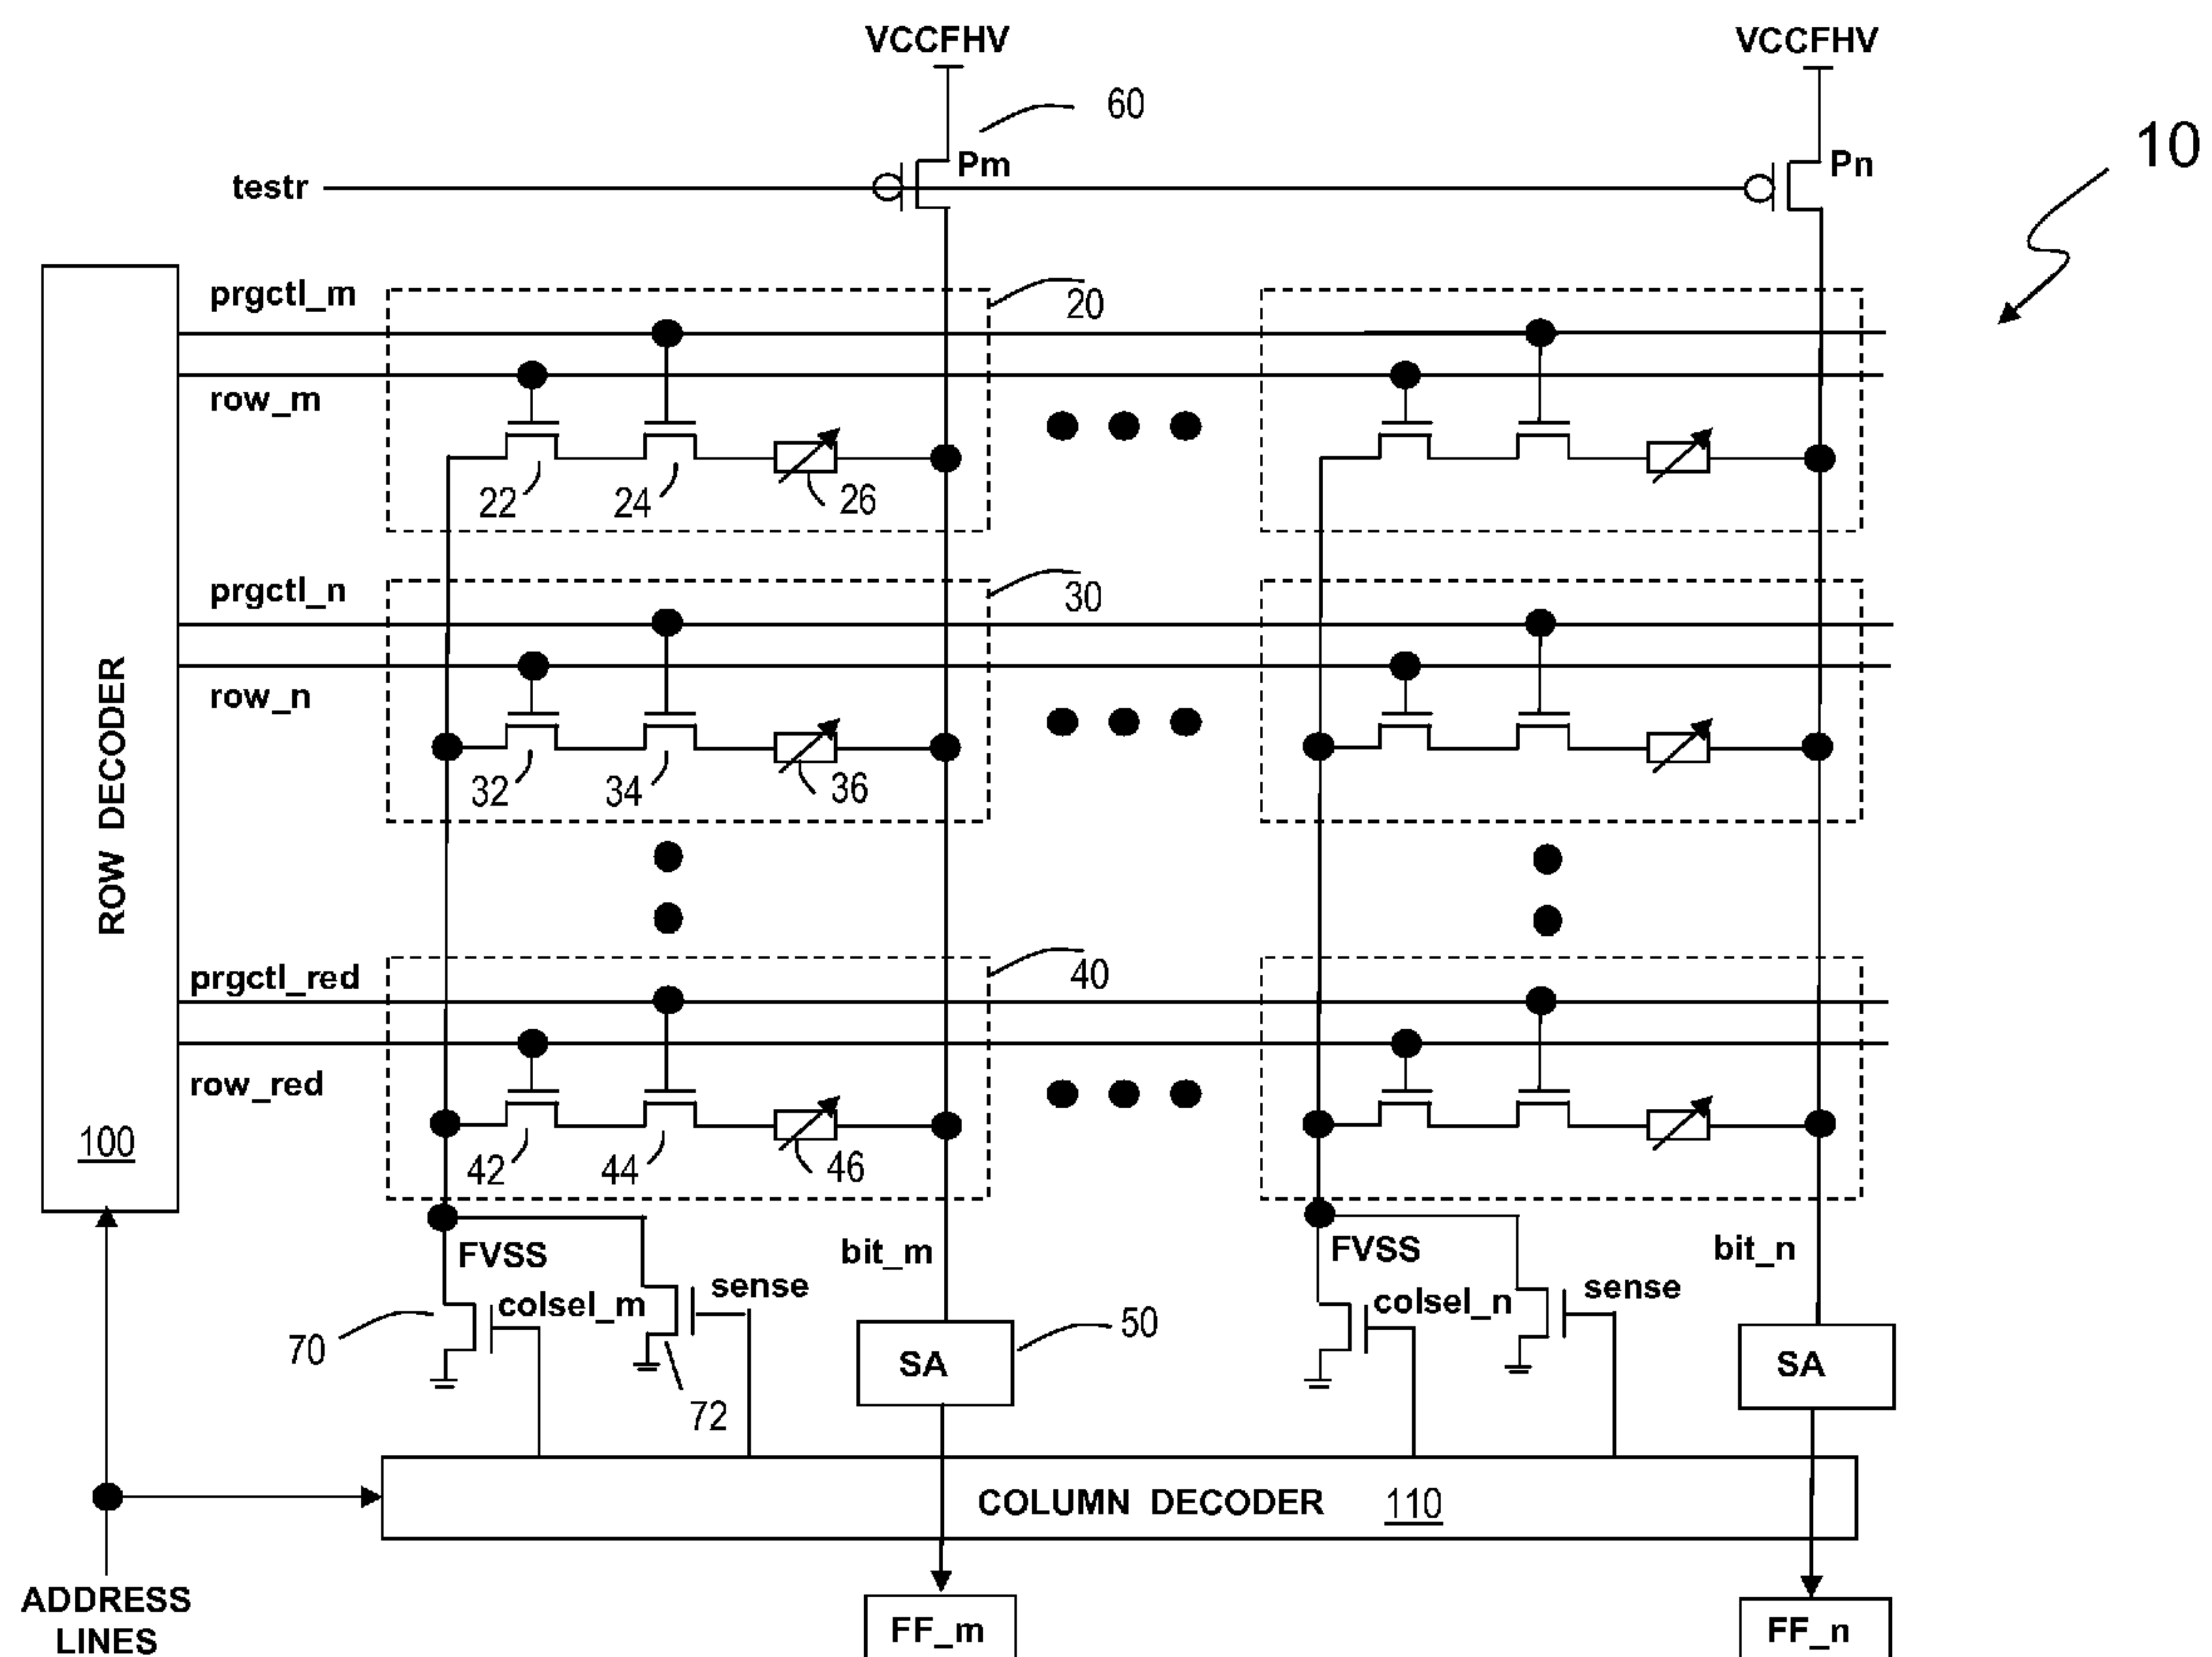 VCCFHV VCCFHV
60
10
testr Pm Pn
prgctl_m 20
row_m
22 24 26
prgctl_n 30
row_n
32 34 36
ROW DECODER
prgctl_red 40
row_red
100
42 44 46
FVSS bit_m FVSS bit_n
colsel_m sense colsel_n sense
70 50
SA SA
72
COLUMN DECODER 110
ADDRESS
LINES
FF_m FF_n